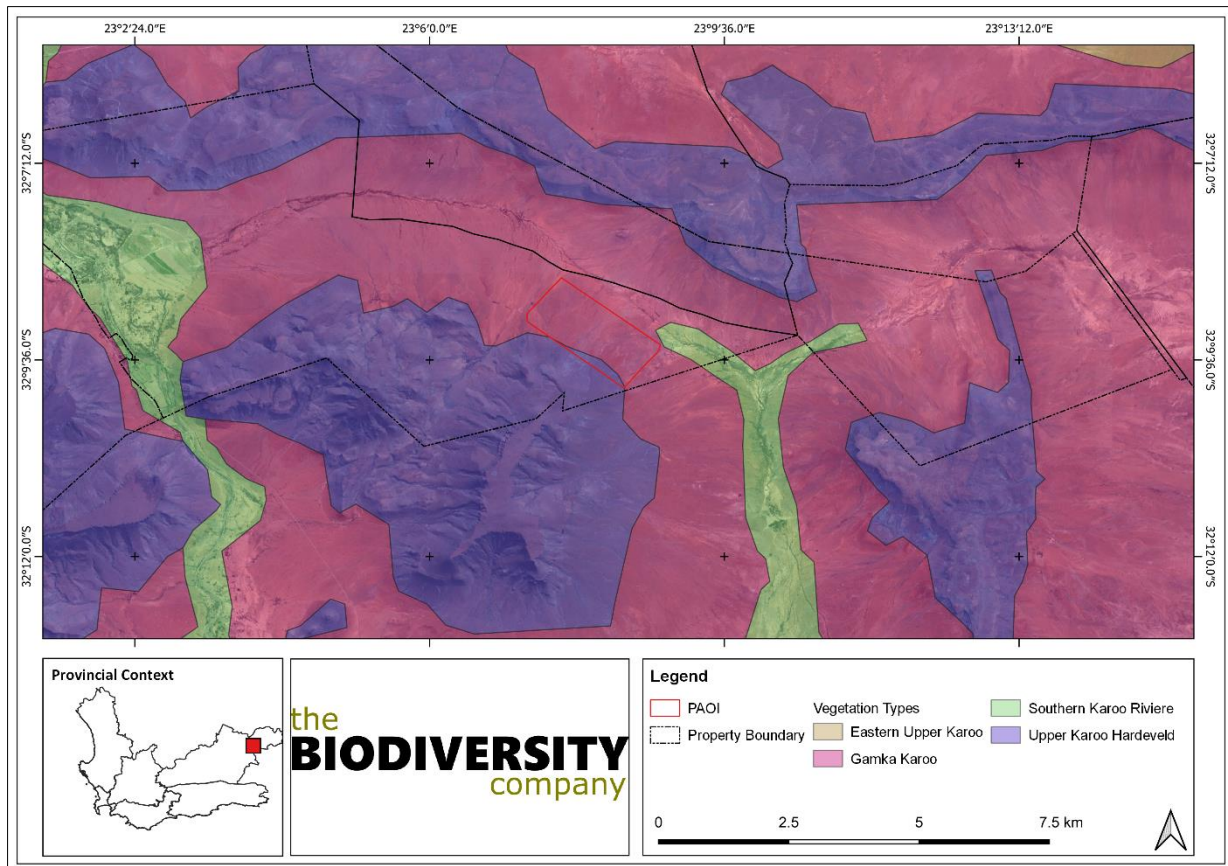 23°2'24.0"E
23°6'0.0"E
23°9'36.0"E
23°13'12.0"E
32°7'12.0"S
32°7'12.0"S
32°9'36.0"S
32°9'36.0"S
32°12'0.0"S
32°12'0.0"S
Provincial Context
the
BIODIVERSITY
company
Legend
PAOI
Property Boundary
Vegetation Types
Eastern Upper Karoo
Gamka Karoo
Southern Karoo Riviere
Upper Karoo Hardeveld
0 2.5 5 7.5 km